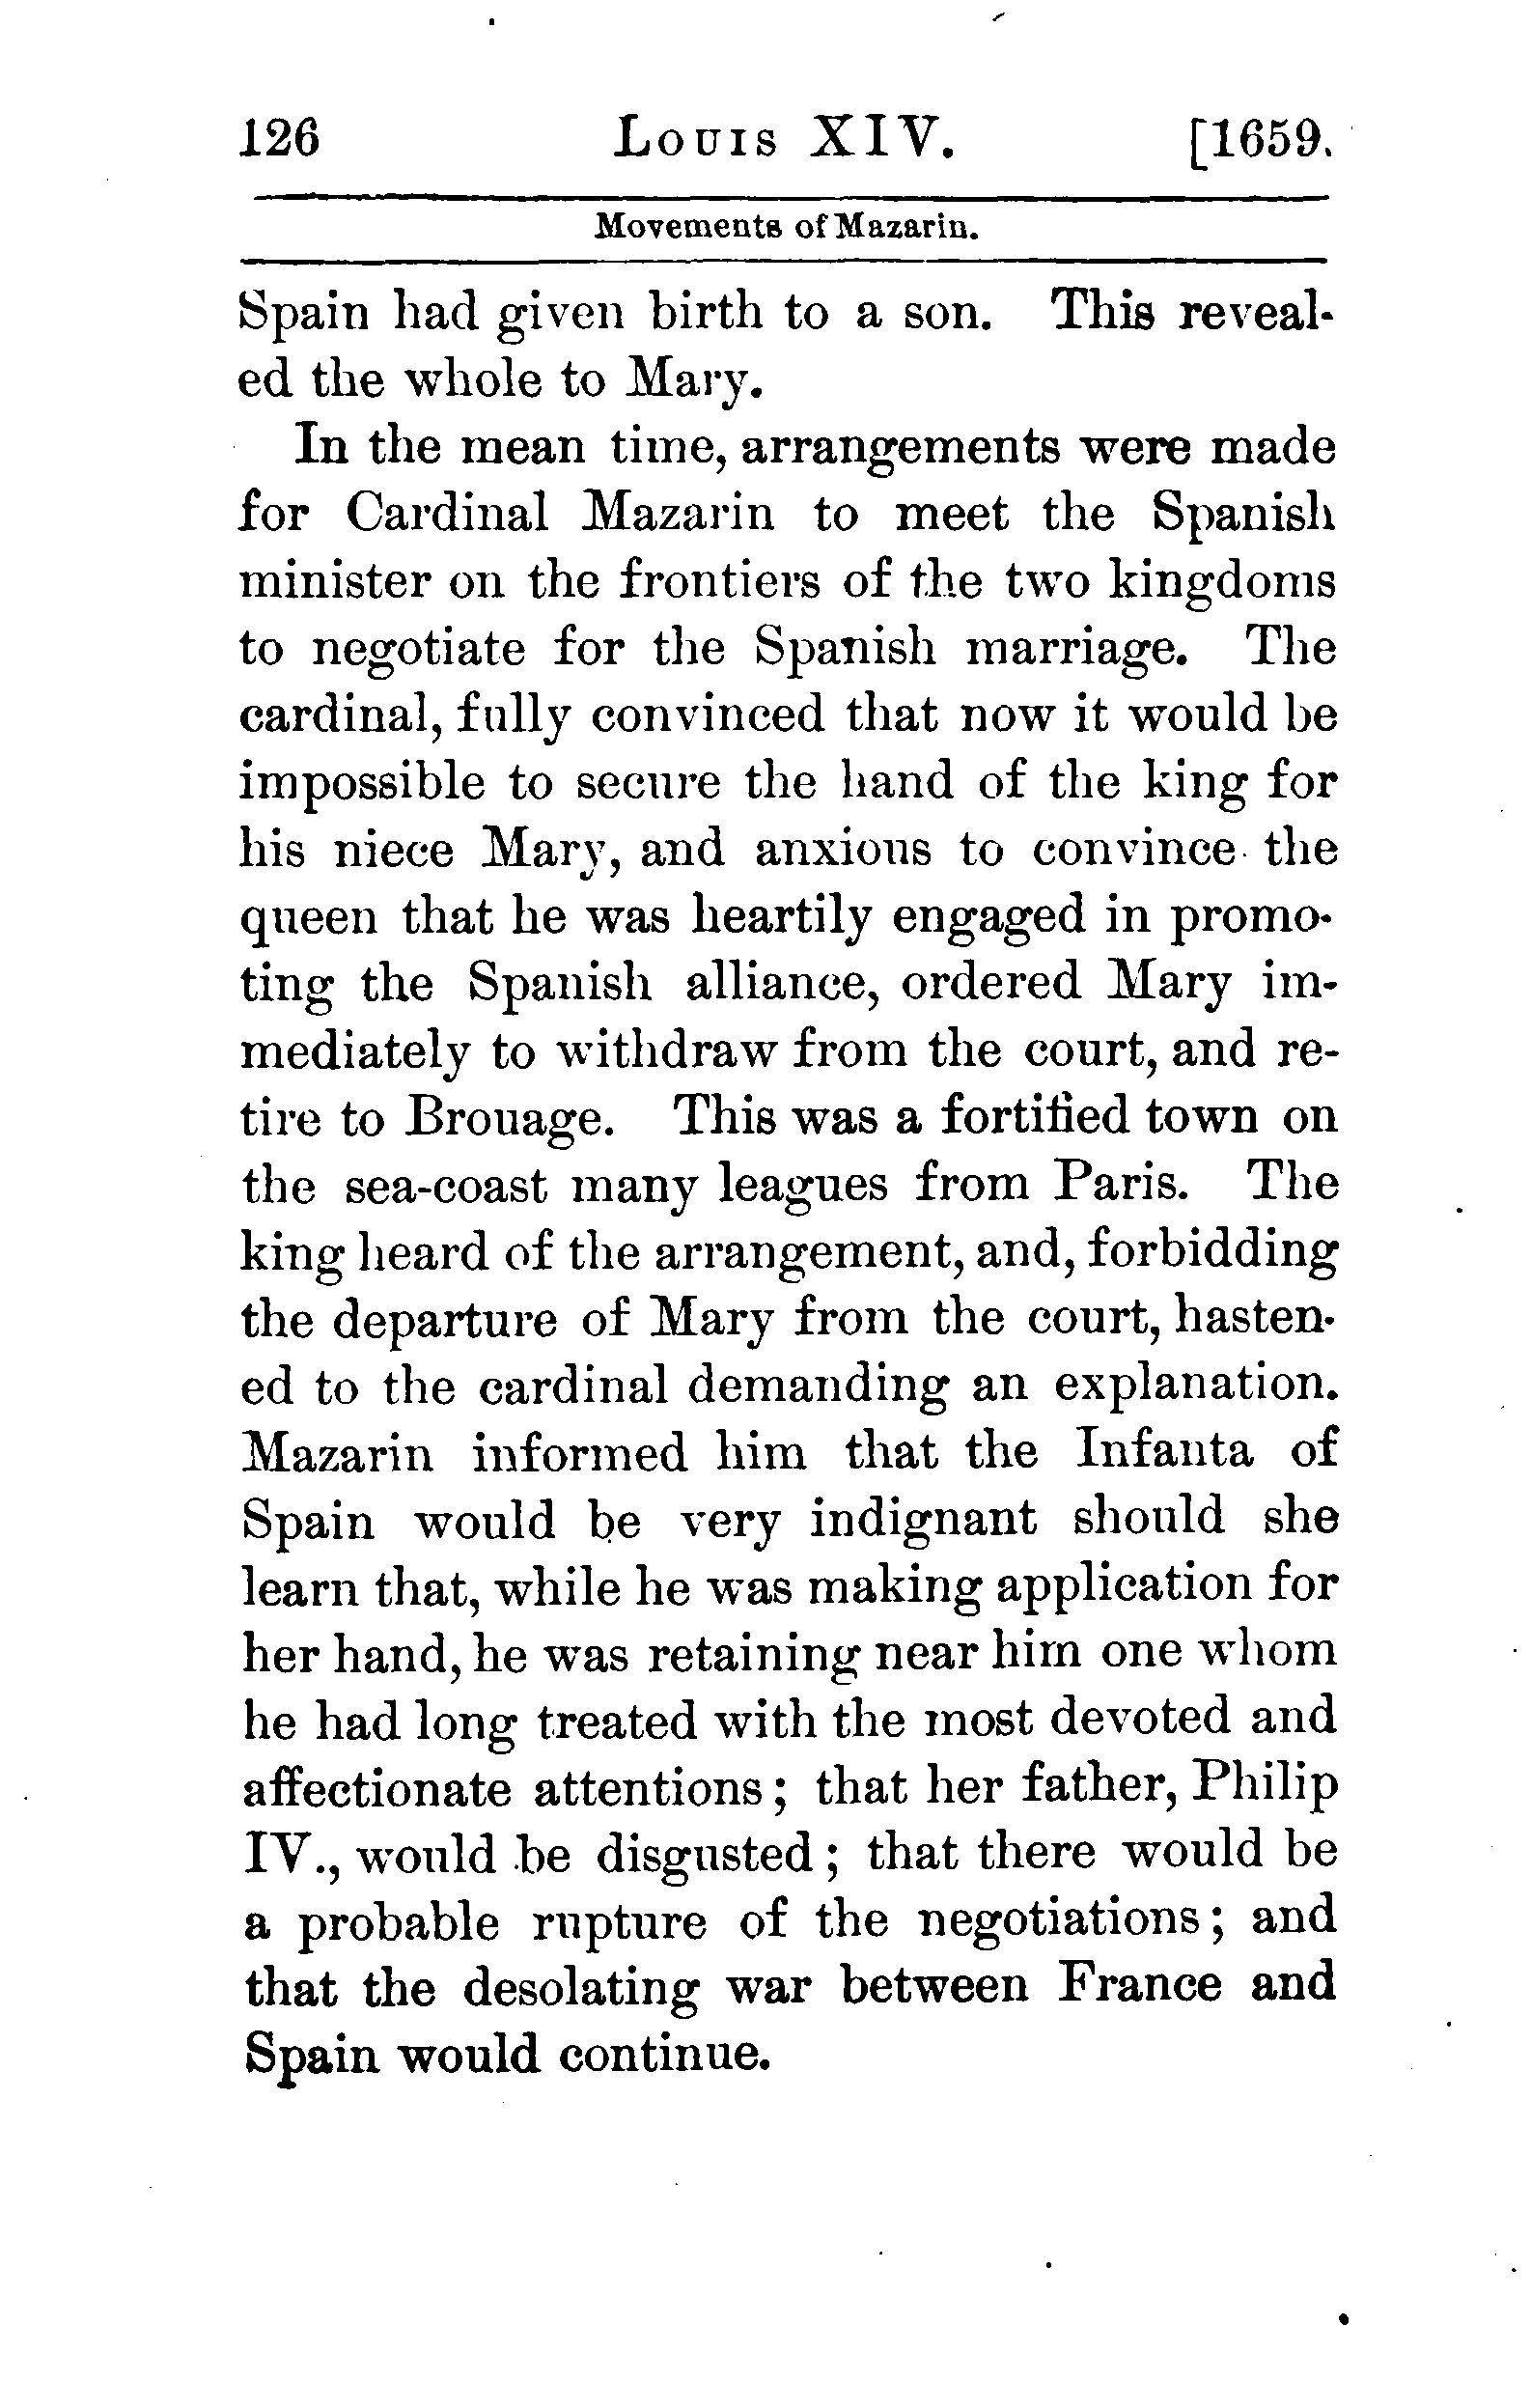 126 Louis XIV. [1659.
Movements of Mazarin.
Spain had given birth to a son. This reveal-
ed the whole to Mary.
In the mean time, arrangements were made
for Cardinal Mazarin to meet the Spanish
minister on the frontiers of the two kingdoms
to negotiate for the Spanish marriage. The
cardinal, fully convinced that now it would be
impossible to secure the hand of the king for
his niece Mary, and anxious to convince the
queen that he was heartily engaged in promo-
ting the Spanish alliance, ordered Mary im-
mediately to withdraw from the court, and re-
tire to Brouage. This was a fortified town on
the sea-coast many leagues from Paris. The
king heard of the arrangement, and, forbidding
the departure of Mary from the court, hasten-
ed to the cardinal demanding an explanation.
Mazarin informed him that the Infanta of
Spain would be very indignant should she
learn that, while he was making application for
her hand, he was retaining near him one whom
he had long treated with the most devoted and
affectionate attentions; that her father, Philip
IV., would be disgusted; that there would be
a probable rupture of the negotiations; and
that the desolating war between France and
Spain would continue.